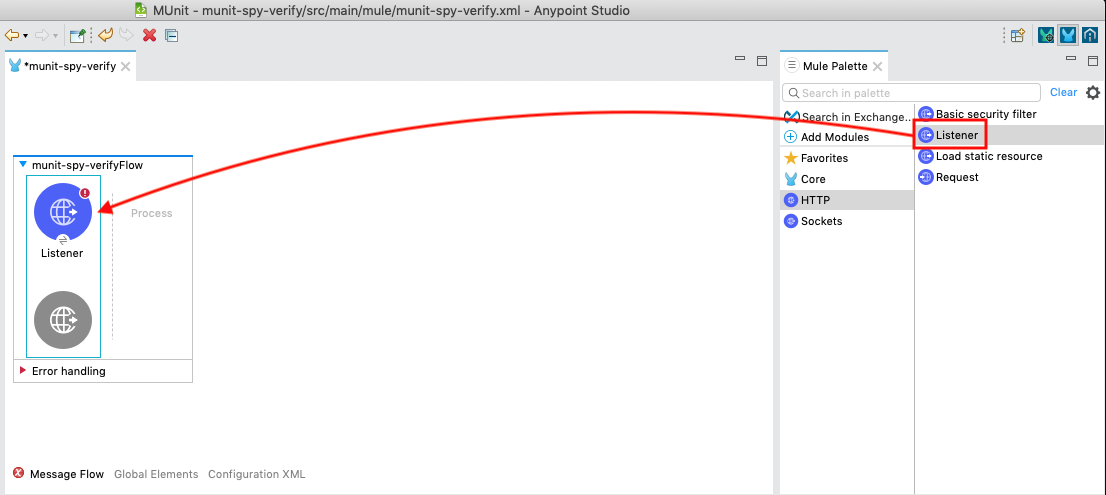 MUnit - munit-spy-verify/src/main/mule/munit-spy-verify.xml - Anypoint Studio
*munit-spy-verify
munit-spy-verifyFlow
Process
Listener
Error handling
Message Flow Global Elements Configuration XML
Mule Palette
Search in palette
Clear
Search in Exchange..
Add Modules
Favorites
Core
HTTP
Sockets
Basic security filter
Listener
Load static resource
Request